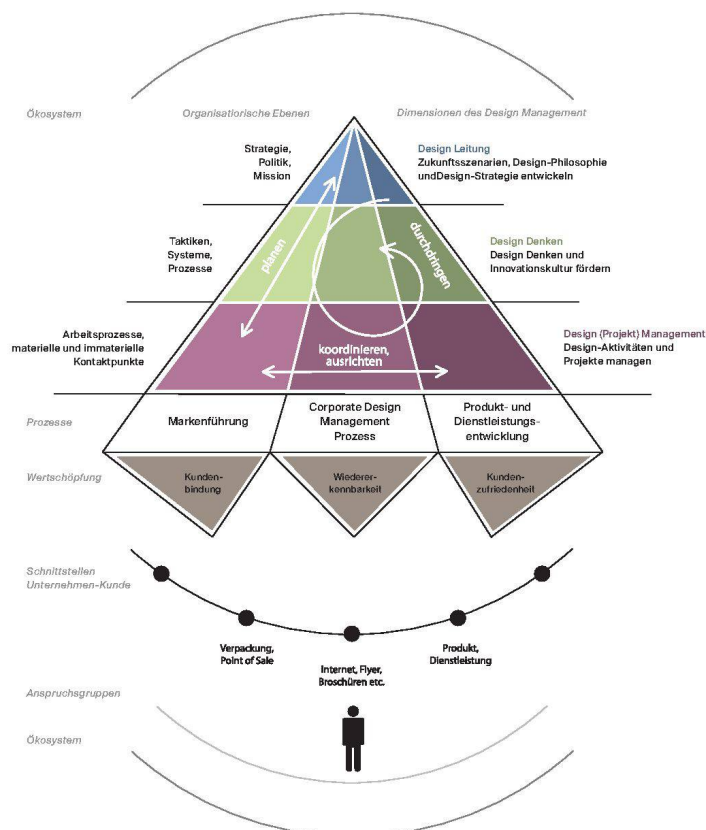 Ökosystem
Organisatiorische Ebenen
Dimensionen des Design Management
Strategie,
Politik,
Mission
Design Leitung
Zukunftsszenarien, Design-Philosophie
undDesign-Strategie entwickeln
Taktiken,
Systeme,
Prozesse
planen
durchdringen
Design Denken
Design Denken und
Innovationskultur fördern
Arbeitsprozesse,
materielle und immaterielle
Kontaktpunkte
koordinieren,
ausrichten
Design (Projekt) Management
Design-Aktivitäten und
Projekte managen
Prozesse
Markenführung
Corporate Design
Management
Prozess
Produkt- und
Dienstleistungs-
entwicklung
Wertschöpfung
Kunden-
bindung
Wiederer-
kennbarkeit
Kunden-
zufriedenheit
Schnittstellen
Unternehmen-Kunde
Verpackung,
Point of Sale
Internet, Flyer,
Broschüren etc.
Produkt,
Dienstleistung
Anspruchsgruppen
Ökosystem